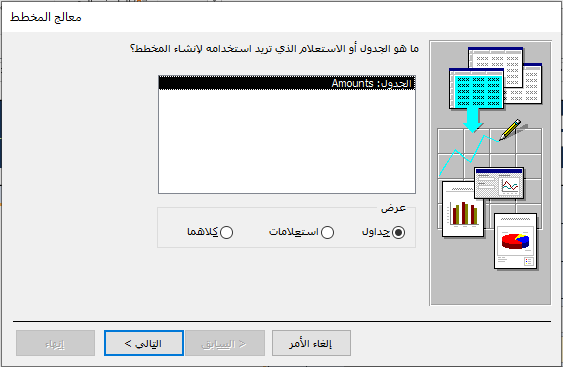 معالج المخطط
ما هو الجدول أو الاستعلام الذي تريد استخدامه لإنشاء المخطط؟
الجدول: Amounts
عرض
جداول
استعلامات
كلاهما
إلغاء الأمر
< السابق
التالي >
إنهاء